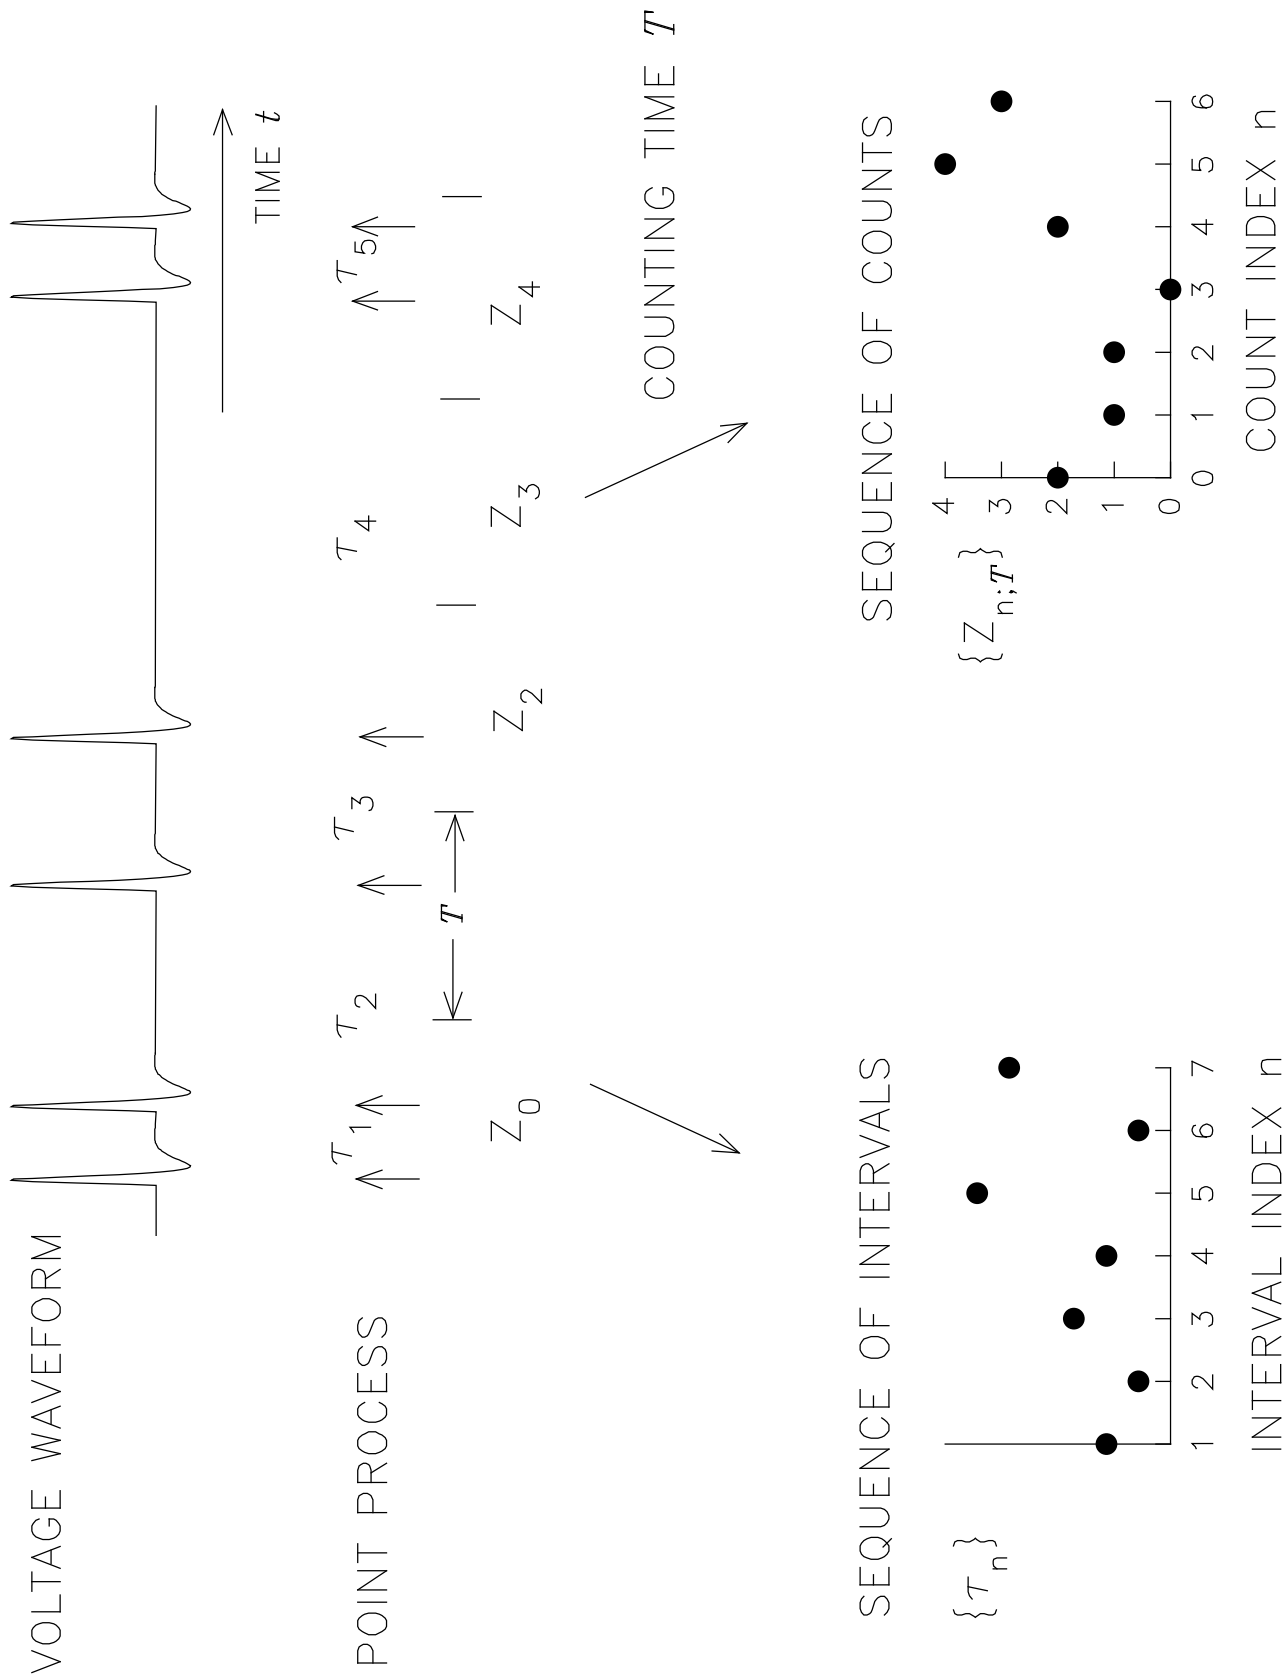 VOLTAGE WAVEFORM
TIME t
POINT PROCESS
τ1 τ2 τ3 τ4 τ5
T
Z0 Z2 Z3 Z4
COUNTING TIME T
SEQUENCE OF INTERVALS
{τn}
1 2 3 4 5 6 7
INTERVAL INDEX n
SEQUENCE OF COUNTS
{Zn;T}
4
3
2
1
0
0 1 2 3 4 5 6
COUNT INDEX n